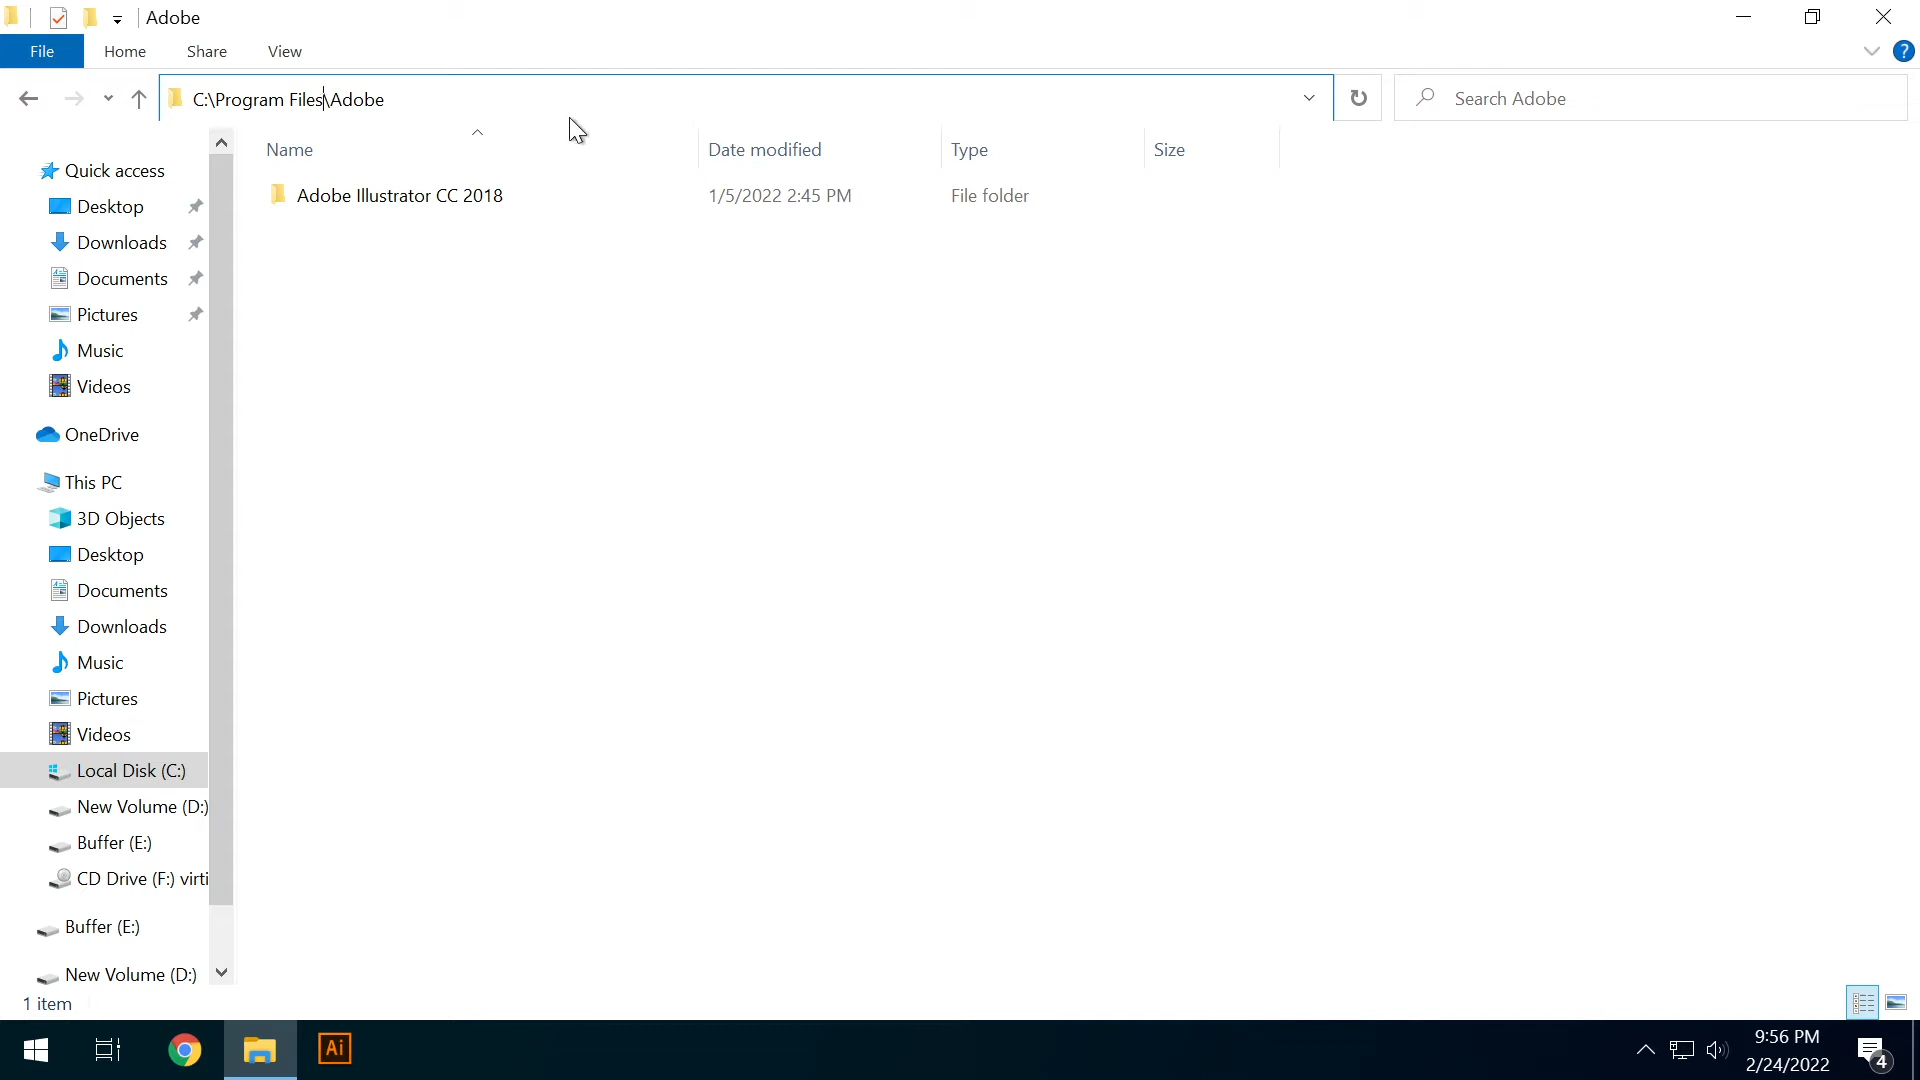 Adobe
File Home Share View
C:\Program Files\Adobe
Search Adobe
Name Date modified Type Size
Adobe Illustrator CC 2018 1/5/2022 2:45 PM File folder
Quick access
Desktop
Downloads
Documents
Pictures
Music
Videos
OneDrive
This PC
3D Objects
Desktop
Documents
Downloads
Music
Pictures
Videos
Local Disk (C:)
New Volume (D:)
Buffer (E:)
CD Drive (F:) virti
Buffer (E:)
New Volume (D:)
1 item
Ai
9:56 PM
2/24/2022
4